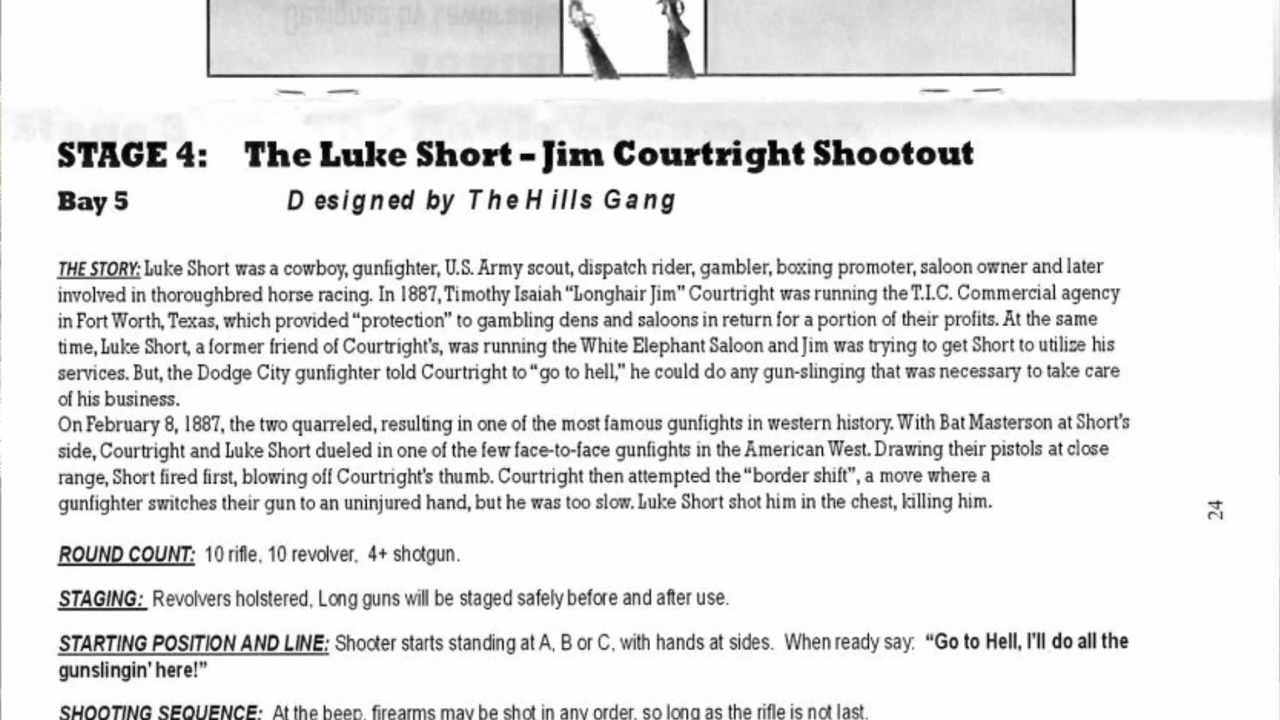 STAGE 4: The Luke Short – Jim Courtright Shootout
Bay 5 Designed by The Hills Gang
THE STORY: Luke Short was a cowboy, gunfighter, U.S. Army scout, dispatch rider, gambler, boxing promoter, saloon owner and later
involved in thoroughbred horse racing. In 1887, Timothy Isaiah “Longhair Jim” Courtright was running the T.I.C. Commercial agency
in Fort Worth, Texas, which provided “protection” to gambling dens and saloons in return for a portion of their profits. At the same
time, Luke Short, a former friend of Courtright's, was running the White Elephant Saloon and Jim was trying to get Short to utilize his
services. But, the Dodge City gunfighter told Courtright to “go to hell,” he could do any gun-slinging that was necessary to take care
of his business.
On February 8, 1887, the two quarreled, resulting in one of the most famous gunfights in western history. With Bat Masterson at Short's
side, Courtright and Luke Short dueled in one of the few face-to-face gunfights in the American West. Drawing their pistols at close
range, Short fired first, blowing off Courtright's thumb. Courtright then attempted the “border shift”, a move where a
gunfighter switches their gun to an uninjured hand, but he was too slow. Luke Short shot him in the chest, killing him.
24
ROUND COUNT: 10 rifle, 10 revolver, 4+ shotgun.
STAGING: Revolvers holstered, Long guns will be staged safely before and after use.
STARTING POSITION AND LINE: Shooter starts standing at A, B or C, with hands at sides. When ready say: “Go to Hell, I'll do all the
gunslingin' here!”
SHOOTING SEQUENCE: At the beep, firearms may be shot in any order, so long as the rifle is not last.